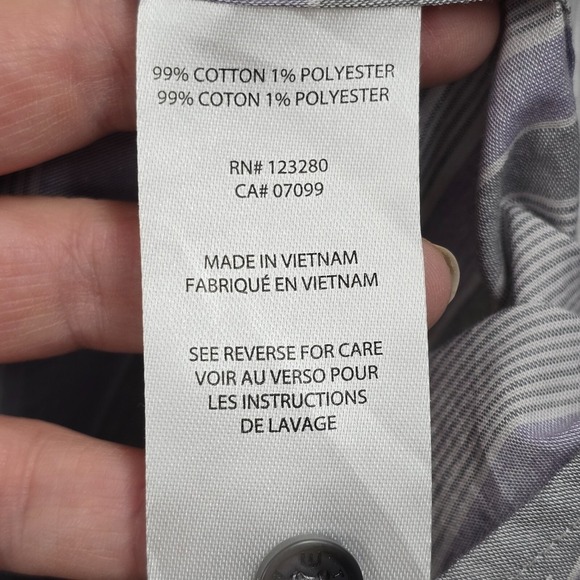 99% COTTON 1% POLYESTER
99% COTON 1% POLYESTER
RN# 123280
CA# 07099
MADE IN VIETNAM
FABRIQUÉ EN VIETNAM
SEE REVERSE FOR CARE
VOIR AU VERSO POUR
LES INSTRUCTIONS
DE LAVAGE